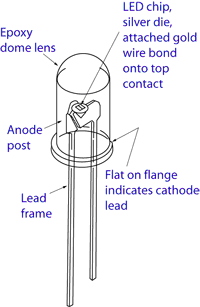 LED chip,
silver die,
attached gold
wire bond
onto top
contact
Epoxy
dome lens
Anode
post
Flat on flange
indicates cathode
lead
Lead
frame